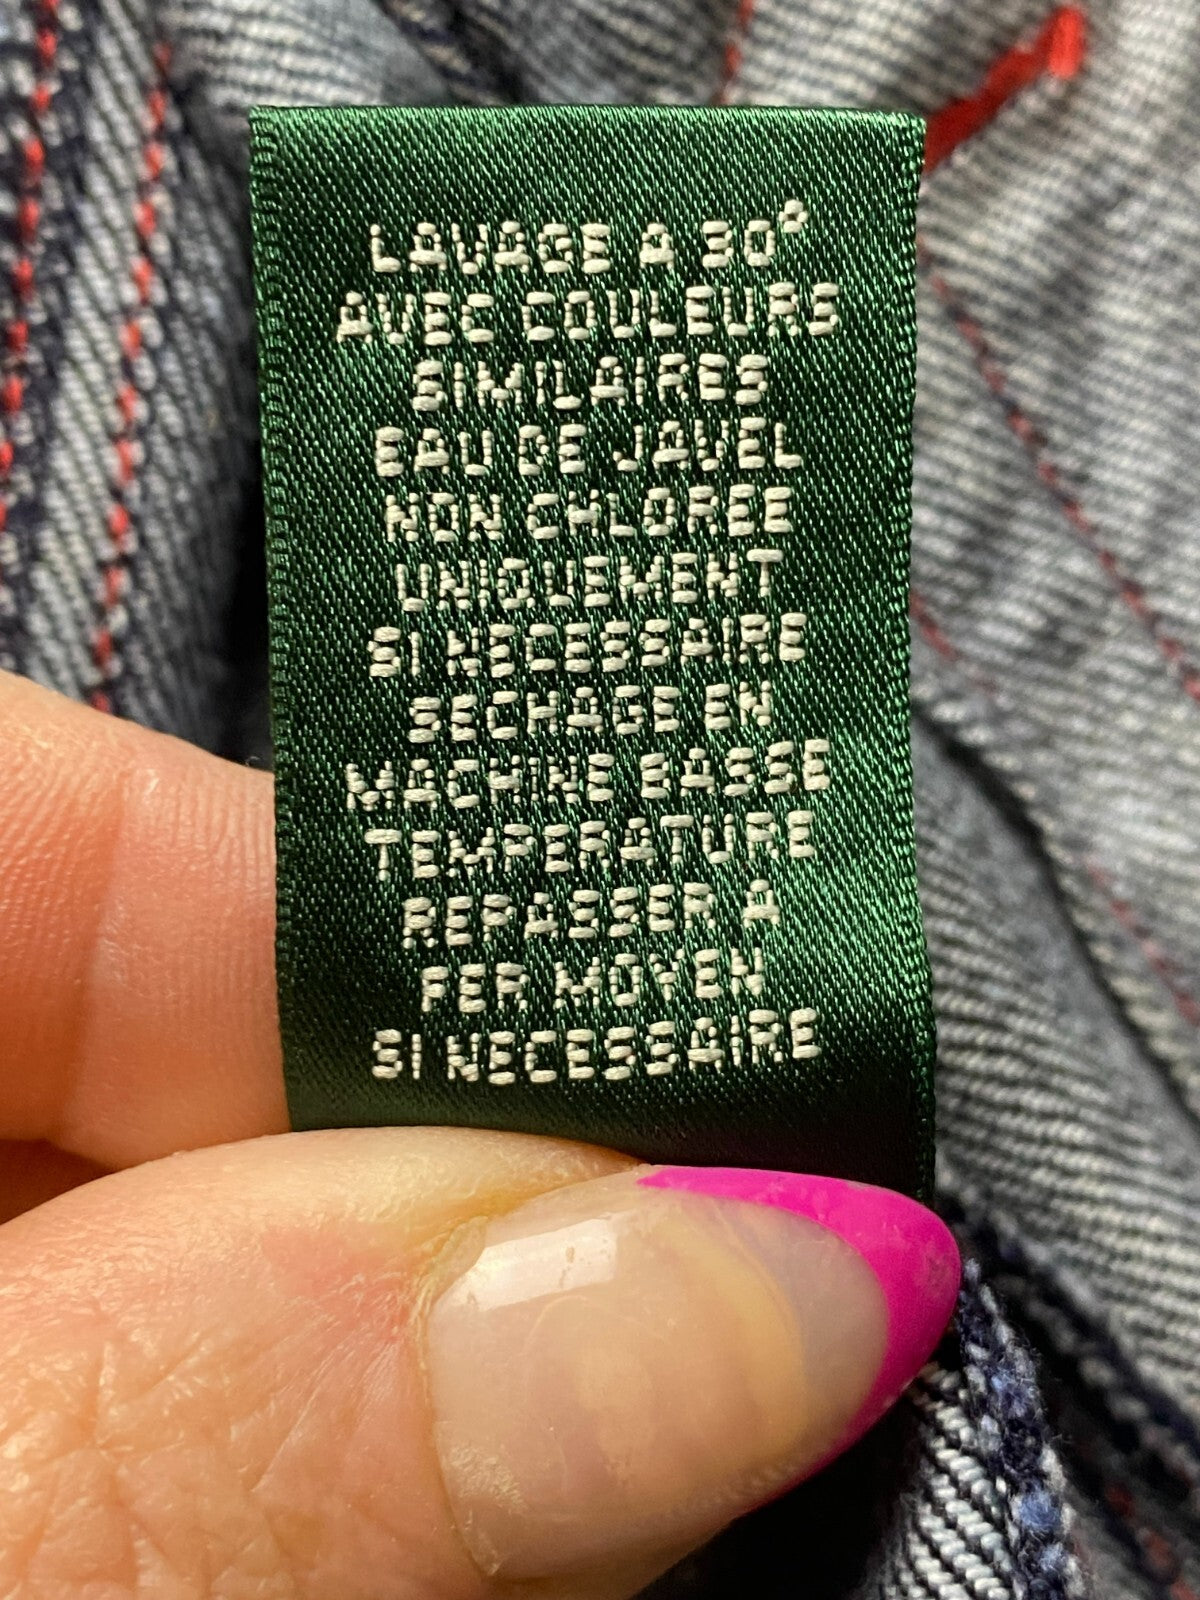 LAVAGE A 30°
AVEC COULEURS
SIMILAIRES
EAU DE JAVEL
NON CHLOREE
UNIQUEMENT
SI NECESSAIRE
SECHAGE EN
MACHINE BASSE
TEMPERATURE
REPASSER A
FER MOYEN
SI NECESSAIRE